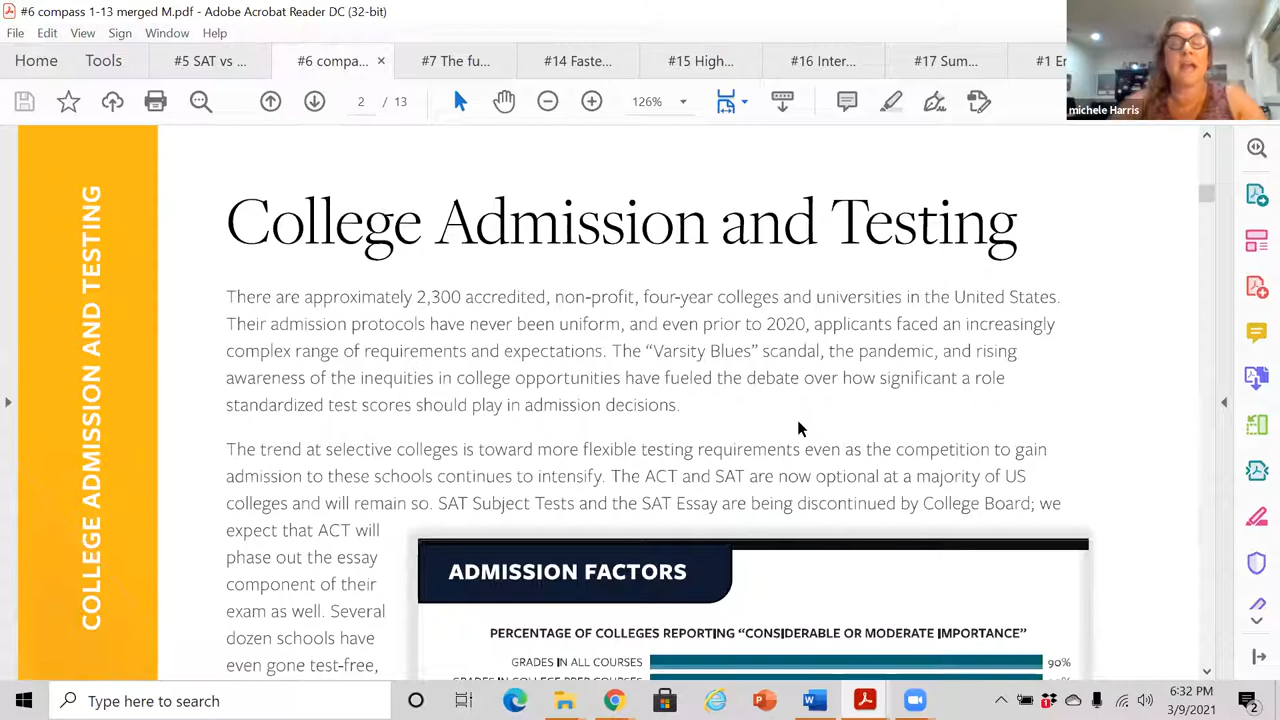 #6 compass 1-13 merged M.pdf - Adobe Acrobat Reader DC (32-bit)
File Edit View Sign Window Help
Home Tools #5 SAT vs ... #6 compa... × #7 The fu... #14 Faste... #15 High... #16 Inter... #17 Sum... #1 E
2 / 13 126%
michele Harris
COLLEGE ADMISSION AND TESTING
College Admission and Testing
There are approximately 2,300 accredited, non-profit, four-year colleges and universities in the United States.
Their admission protocols have never been uniform, and even prior to 2020, applicants faced an increasingly
complex range of requirements and expectations. The “Varsity Blues” scandal, the pandemic, and rising
awareness of the inequities in college opportunities have fueled the debate over how significant a role
standardized test scores should play in admission decisions.
The trend at selective colleges is toward more flexible testing requirements even as the competition to gain
admission to these schools continues to intensify. The ACT and SAT are now optional at a majority of US
colleges and will remain so. SAT Subject Tests and the SAT Essay are being discontinued by College Board; we
expect that ACT will
phase out the essay
component of their
exam as well. Several
dozen schools have
even gone test-free,
ADMISSION FACTORS
PERCENTAGE OF COLLEGES REPORTING “CONSIDERABLE OR MODERATE IMPORTANCE”
GRADES IN ALL COURSES 90%
Type here to search
6:32 PM
3/9/2021
2